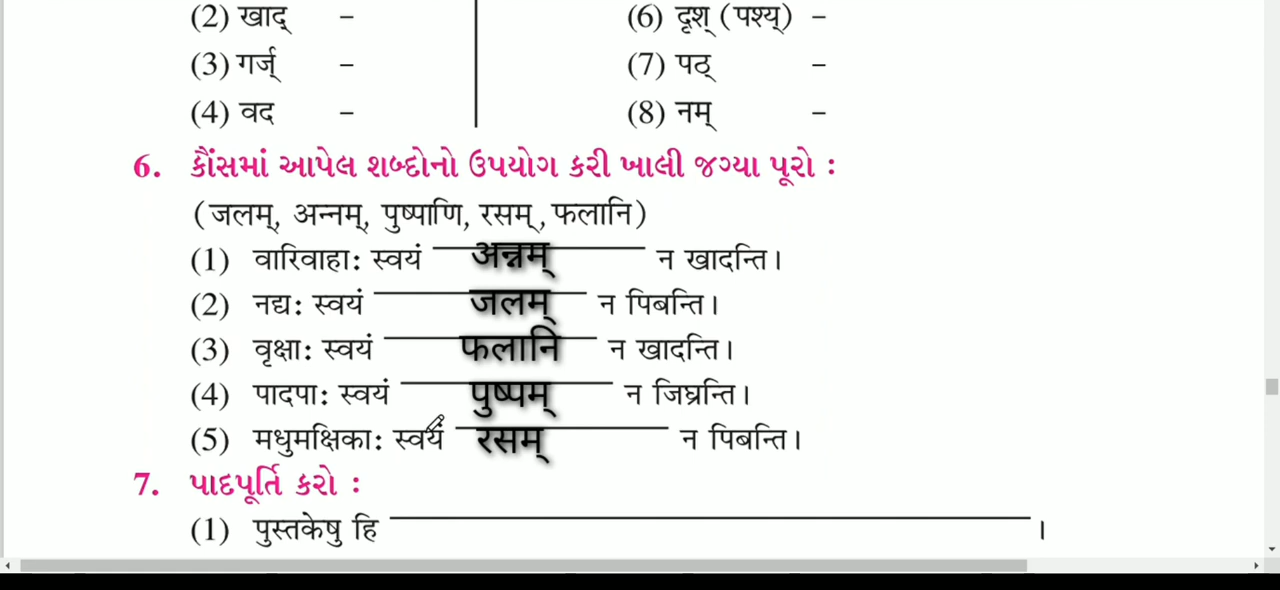 (2) खाद् –
(6) दृश् (पश्य्) –
(3) गर्ज् –
(7) पठ् –
(4) वद –
(8) नम् –
6. કૌંસમાં આપેલ શબ્દોનો ઉપયોગ કરી ખાલી જગ્યા પૂરો :
(जलम्, अन्नम्, पुष्पाणि, रसम्, फलानि)
(1) वारिवाहाः स्वयं अन्नम् न खादन्ति।
(2) नद्यः स्वयं जलम् न पिबन्ति।
(3) वृक्षाः स्वयं फलानि न खादन्ति।
(4) पादपाः स्वयं पुष्पम् न जिघ्रन्ति।
(5) मधुमक्षिकाः स्वयं रसम् न पिबन्ति।
7. પાદપૂર્તિ કરો :
(1) पुस्तकेषु हि ।